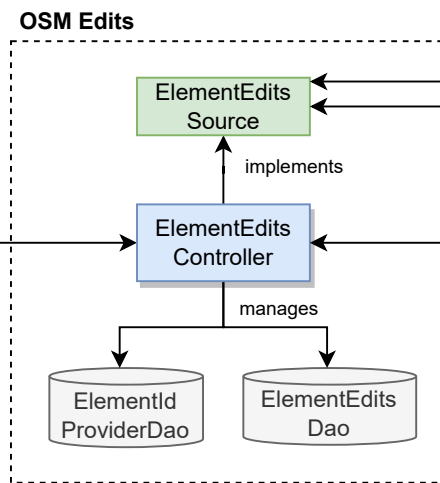 OSM Edits
ElementEdits
Source
implements
ElementEdits
Controller
manages
ElementId
ProviderDao
ElementEdits
Dao